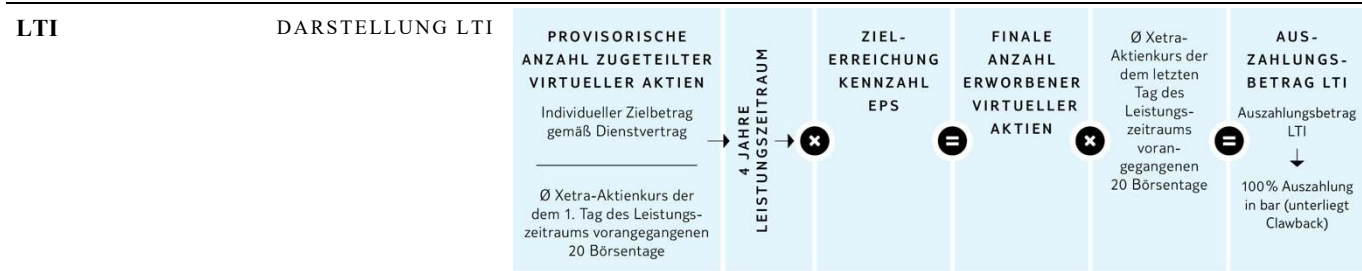 LTI
DARSTELLUNG LTI
PROVISORISCHE
ANZAHL ZUGETEILTER
VIRTUELLER AKTIEN
Individueller Zielbetrag
gemäß Dienstvertrag
Ø Xetra-Aktienkurs der
dem 1. Tag des Leistungs-
zeitraums vorangegangenen
20 Börsentage
4 JAHRE
LEISTUNGSZEITRAUM
×
ZIEL-
ERREICHUNG
KENNZAHL
EPS
=
FINALE
ANZAHL
ERWORBENER
VIRTUELLER
AKTIEN
×
Ø Xetra-
Aktienkurs der
dem letzten
Tag des
Leistungs-
zeitraums
voran-
gegangenen
20 Börsentage
=
AUS-
ZAHLUNGS-
BETRAG LTI
Auszahlungsbetrag
LTI
100% Auszahlung
in bar (unterliegt
Clawback)